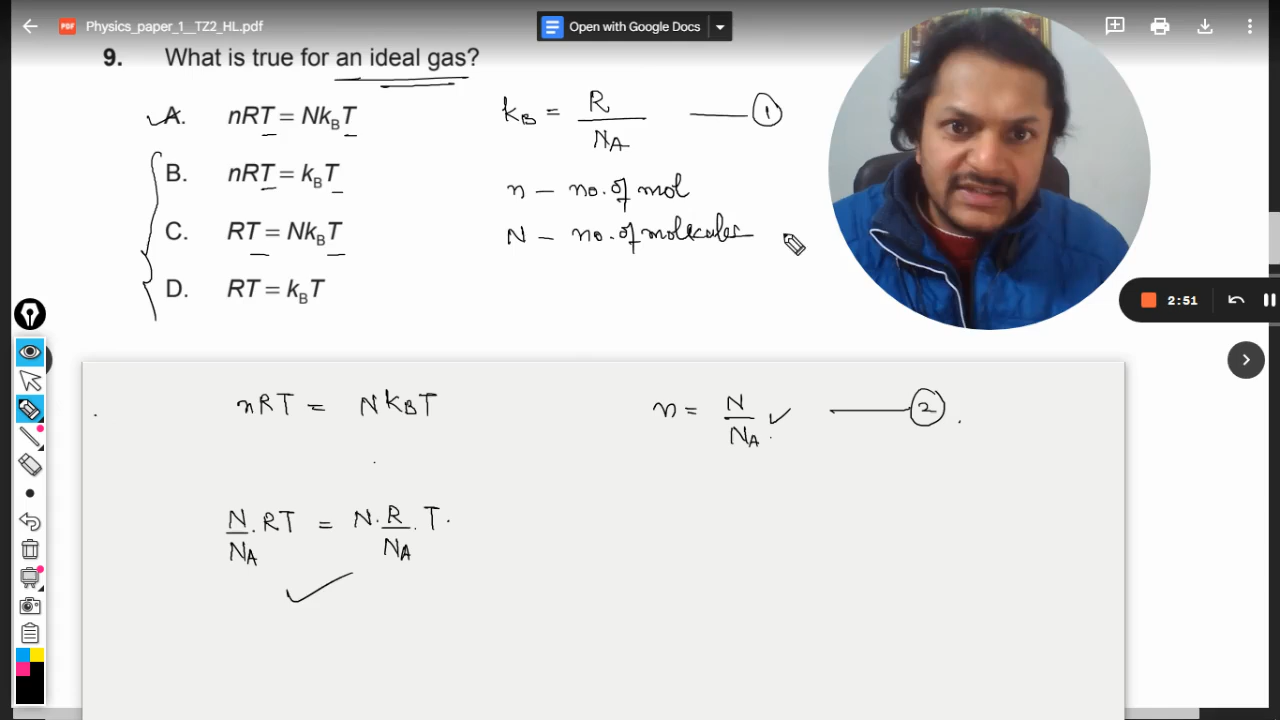 Physics_paper_1__TZ2_HL.pdf
Open with Google Docs
9. What is true for an ideal gas?
A. nRT = Nk_BT
B. nRT = k_BT
C. RT = Nk_BT
D. RT = k_BT
k_B = R / N_A — 1
n – no. of mol
N – no. of molecules
2:51
nRT = Nk_BT
n = N / N_A ✓ — 2
N / N_A . RT = N. R / N_A . T.